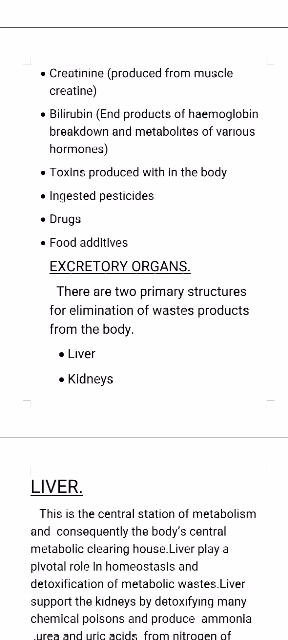 • Creatinine (produced from muscle
creatine)
• Bilirubin (End products of haemoglobin
breakdown and metabolites of various
hormones)
• Toxins produced with in the body
• Ingested pesticides
• Drugs
• Food additives
EXCRETORY ORGANS.
There are two primary structures
for elimination of wastes products
from the body.
• Liver
• Kidneys
LIVER.
This is the central station of metabolism
and consequently the body's central
metabolic clearing house.Liver play a
pivotal role in homeostasis and
detoxification of metabolic wastes.Liver
support the kidneys by detoxifying many
chemical poisons and produce ammonia
,urea and uric acids from nitrogen of